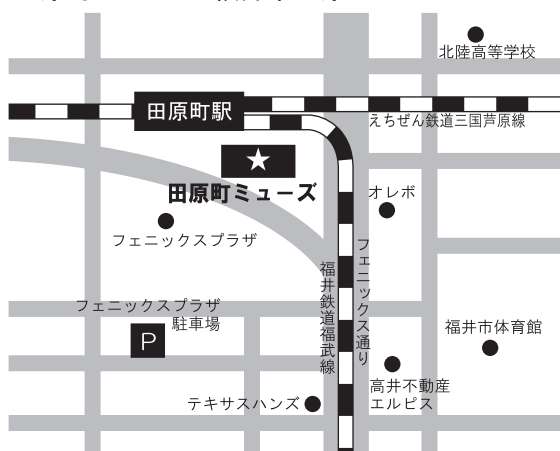 北陸高等学校
田原町駅
えちぜん鉄道三国芦原線
田原町ミューズ
オレボ
フェニックスプラザ
フェニックス通り
福井鉄道福武線
フェニックスプラザ
駐車場
P
福井市体育館
高井不動産
エルピス
テキサスハンズ